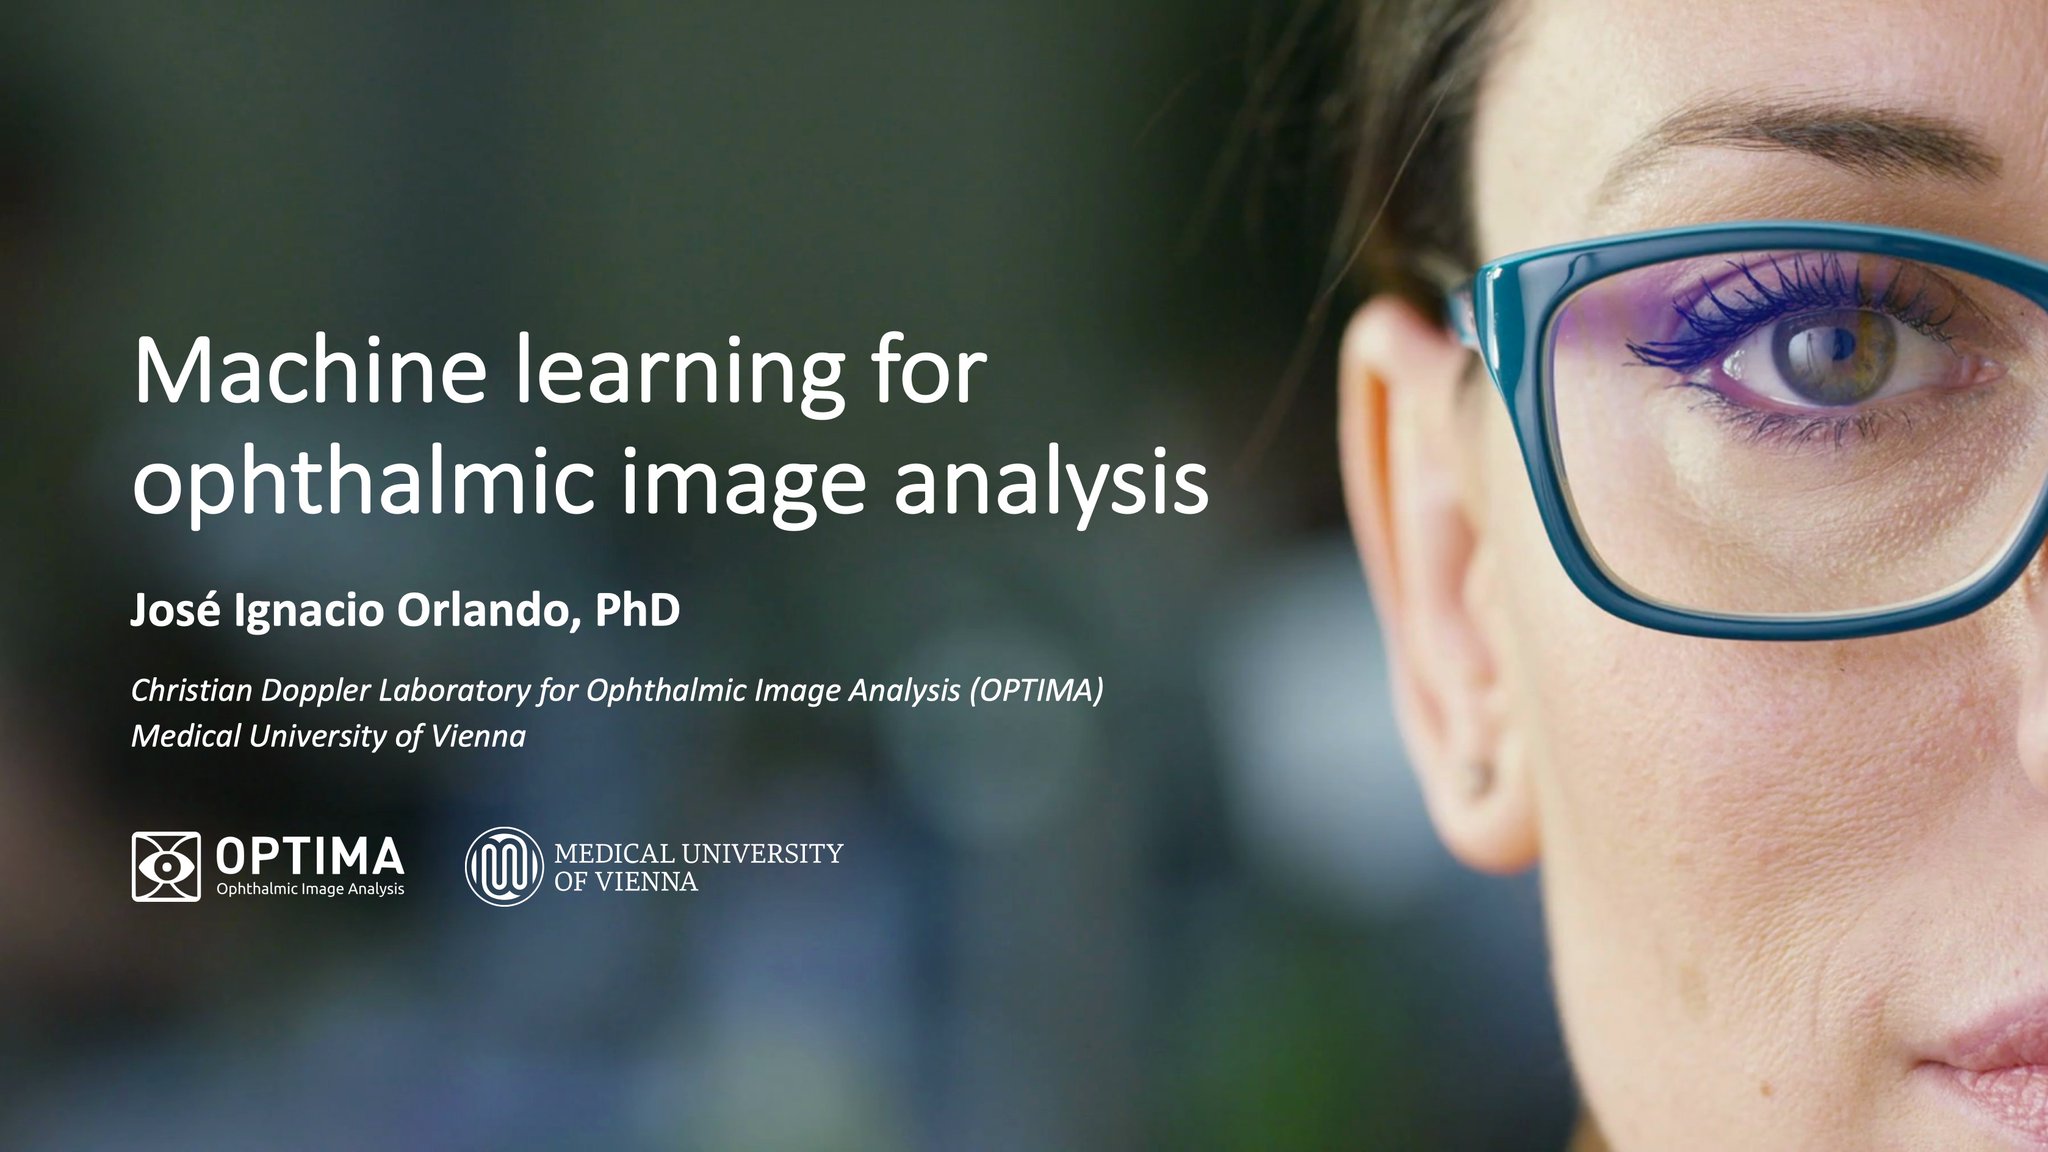 Machine learning for
ophthalmic image analysis
José Ignacio Orlando, PhD
Christian Doppler Laboratory for Ophthalmic Image Analysis (OPTIMA)
Medical University of Vienna
OPTIMA
Ophthalmic Image Analysis
MEDICAL UNIVERSITY
OF VIENNA